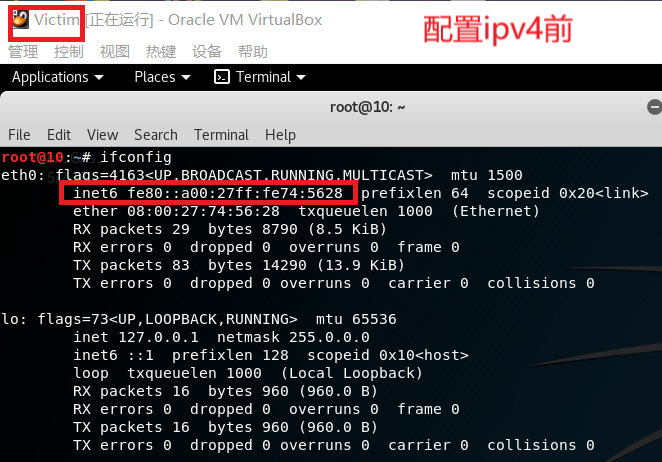 Victim [正在运行] - Oracle VM VirtualBox
配置ipv4前
管理 控制 视图 热键 设备 帮助
Applications Places Terminal
root@10: ~
File Edit View Search Terminal Help
root@10:~# ifconfig
eth0: flags=4163<UP,BROADCAST,RUNNING,MULTICAST>  mtu 1500
        inet6 fe80::a00:27ff:fe74:5628  prefixlen 64  scopeid 0x20<link>
        ether 08:00:27:74:56:28  txqueuelen 1000  (Ethernet)
        RX packets 29  bytes 8790 (8.5 KiB)
        RX errors 0  dropped 0  overruns 0  frame 0
        TX packets 83  bytes 14290 (13.9 KiB)
        TX errors 0  dropped 0 overruns 0  carrier 0  collisions 0
lo: flags=73<UP,LOOPBACK,RUNNING>  mtu 65536
        inet 127.0.0.1  netmask 255.0.0.0
        inet6 ::1  prefixlen 128  scopeid 0x10<host>
        loop  txqueuelen 1000  (Local Loopback)
        RX packets 16  bytes 960 (960.0 B)
        RX errors 0  dropped 0  overruns 0  frame 0
        TX packets 16  bytes 960 (960.0 B)
        TX errors 0  dropped 0 overruns 0  carrier 0  collisions 0